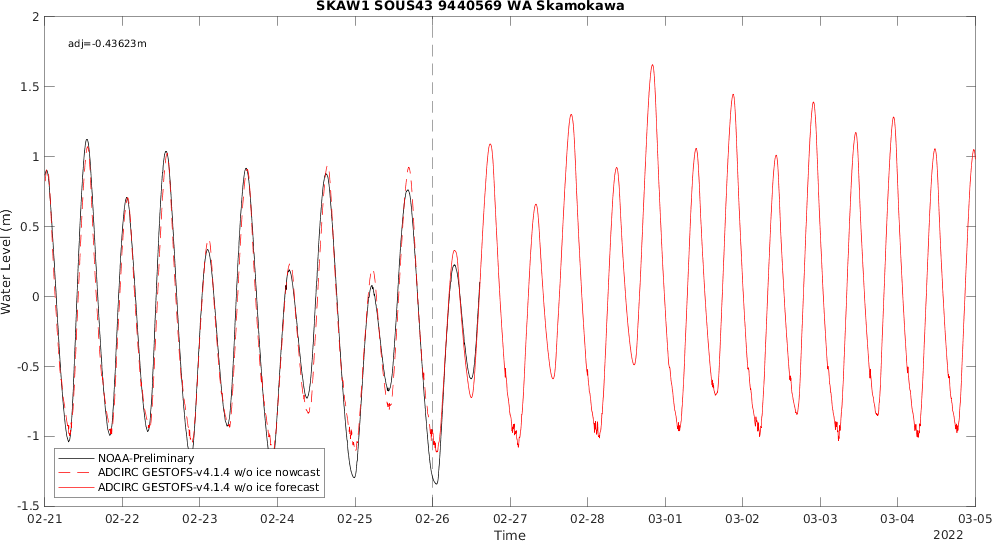 SKAW1 SOUS43 9440569 WA Skamokawa
adj=-0.43623m
Water Level (m)
2
1.5
1
0.5
0
-0.5
-1
-1.5
NOAA-Preliminary
ADCIRC GESTOFS-v4.1.4 w/o ice nowcast
ADCIRC GESTOFS-v4.1.4 w/o ice forecast
02-21 02-22 02-23 02-24 02-25 02-26 02-27 02-28 03-01 03-02 03-03 03-04 03-05
Time
2022